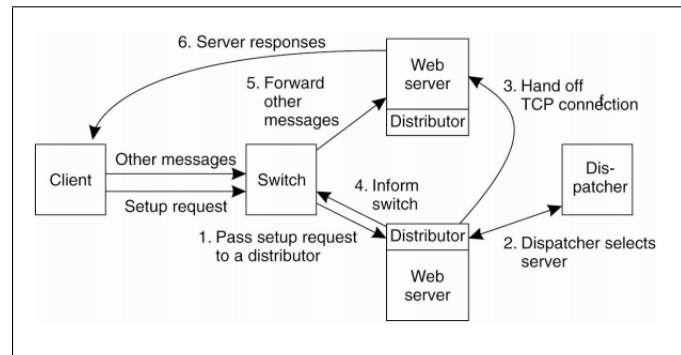 6. Server responses
Web
server
Distributor
5. Forward
other
messages
3. Hand off
TCP connection
Client
Other messages
Setup request
Switch
4. Inform
switch
Dis-
patcher
1. Pass setup request
to a distributor
Distributor
Web
server
2. Dispatcher selects
server